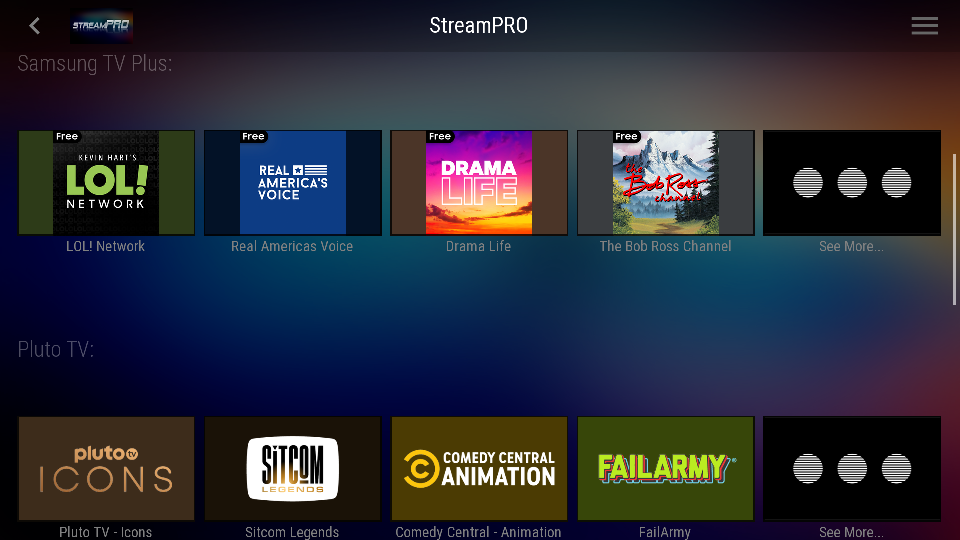 STREAMPRO
StreamPRO
Samsung TV Plus:
Free
KEVIN HART'S
LOL!
NETWORK
LOL! Network
Free
REAL
AMERICA'S
VOICE
Real Americas Voice
Free
DRAMA
LIFE
Drama Life
Free
the
Bob Ross
channel
The Bob Ross Channel
See More...
Pluto TV:
pluto tv
ICONS
Pluto TV - Icons
SITCOM
LEGENDS
Sitcom Legends
COMEDY CENTRAL
ANIMATION
Comedy Central - Animation
FAILARMY®
FailArmy
See More...